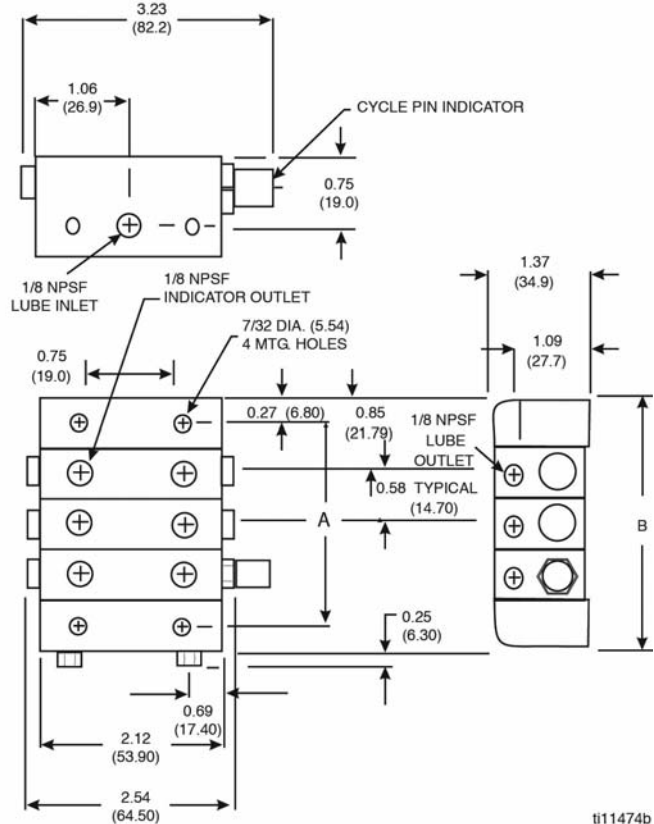 3.23
(82.2)
1.06
(26.9)
CYCLE PIN INDICATOR
0.75
(19.0)
1/8 NPSF
LUBE INLET
1/8 NPSF
INDICATOR OUTLET
7/32 DIA. (5.54)
4 MTG. HOLES
1.37
(34.9)
1.09
(27.7)
0.75
(19.0)
0.27 (6.80)
0.85
(21.79)
1/8 NPSF
LUBE
OUTLET
0.58 TYPICAL
(14.70)
A
B
0.25
(6.30)
0.69
(17.40)
2.12
(53.90)
2.54
(64.50)
ti11474b